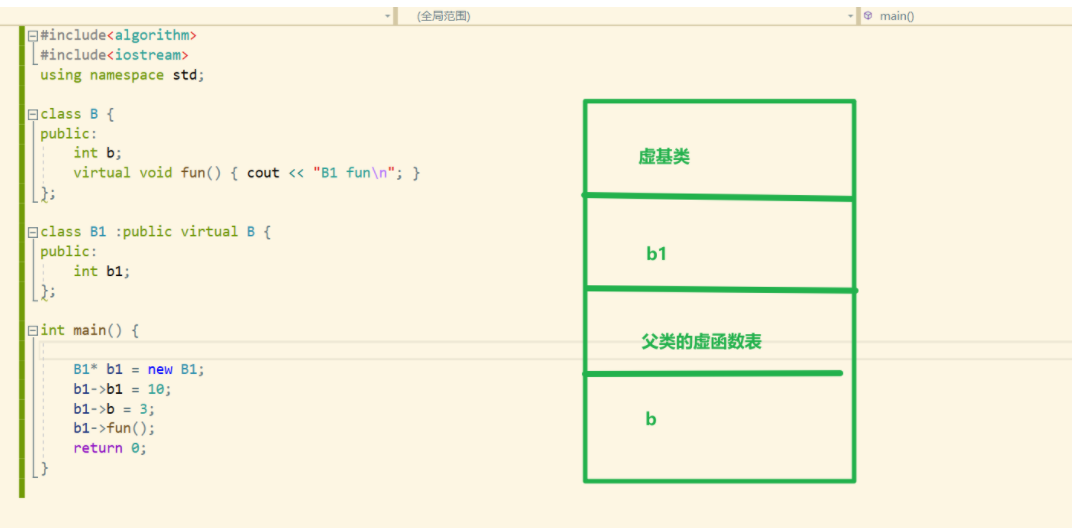 (全局范围) main()
#include<algorithm>
#include<iostream>
using namespace std;
class B {
public:
int b;
virtual void fun() { cout << "B1 fun\n"; }
};
class B1 :public virtual B {
public:
int b1;
};
int main() {
B1* b1 = new B1;
b1->b1 = 10;
b1->b = 3;
b1->fun();
return 0;
}
虚基类
b1
父类的虚函数表
b